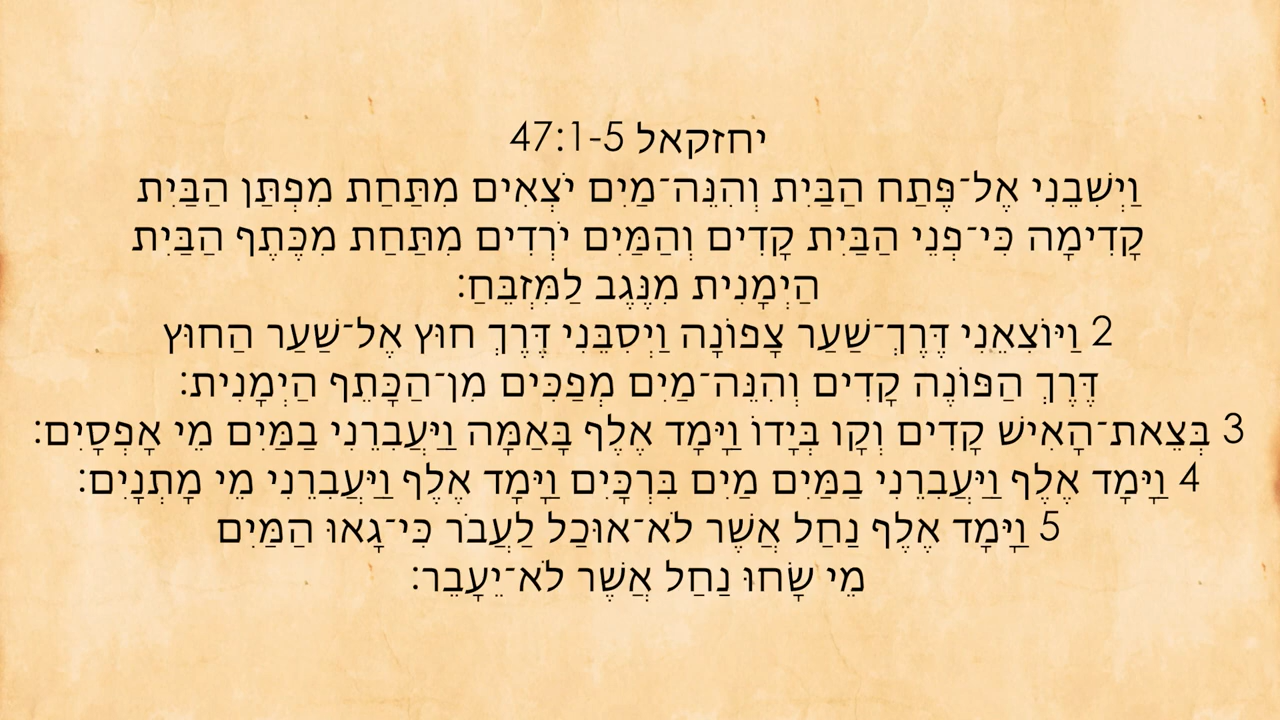 יחזקאל 47:1-5
וַיְשִׁבֵנִי אֶל־פֶּתַח הַבַּיִת וְהִנֵּה־מַיִם יֹצְאִים מִתַּחַת מִפְתַּן הַבַּיִת
קָדִימָה כִּי־פְנֵי הַבַּיִת קָדִים וְהַמַּיִם יֹרְדִים מִתַּחַת מִכֶּתֶף הַבַּיִת
הַיְמָנִית מִנֶּגֶב לַמִּזְבֵּחַ׃
2 וַיּוֹצִאֵנִי דֶּרֶךְ־שַׁעַר צָפוֹנָה וַיְסִבֵּנִי דֶּרֶךְ חוּץ אֶל־שַׁעַר הַחוּץ
דֶּרֶךְ הַפּוֹנֶה קָדִים וְהִנֵּה־מַיִם מְפַכִּים מִן־הַכָּתֵף הַיְמָנִית׃
3 בְּצֵאת־הָאִישׁ קָדִים וְקָו בְּיָדוֹ וַיָּמָד אֶלֶף בָּאַמָּה וַיַּעֲבִרֵנִי בַמַּיִם מֵי אָפְסָיִם׃
4 וַיָּמָד אֶלֶף וַיַּעֲבִרֵנִי בַמַּיִם מַיִם בִּרְכָּיִם וַיָּמָד אֶלֶף וַיַּעֲבִרֵנִי מֵי מָתְנָיִם׃
5 וַיָּמָד אֶלֶף נַחַל אֲשֶׁר לֹא־אוּכַל לַעֲבֹר כִּי־גָאוּ הַמַּיִם
מֵי שָׂחוּ נַחַל אֲשֶׁר לֹא־יֵעָבֵר׃